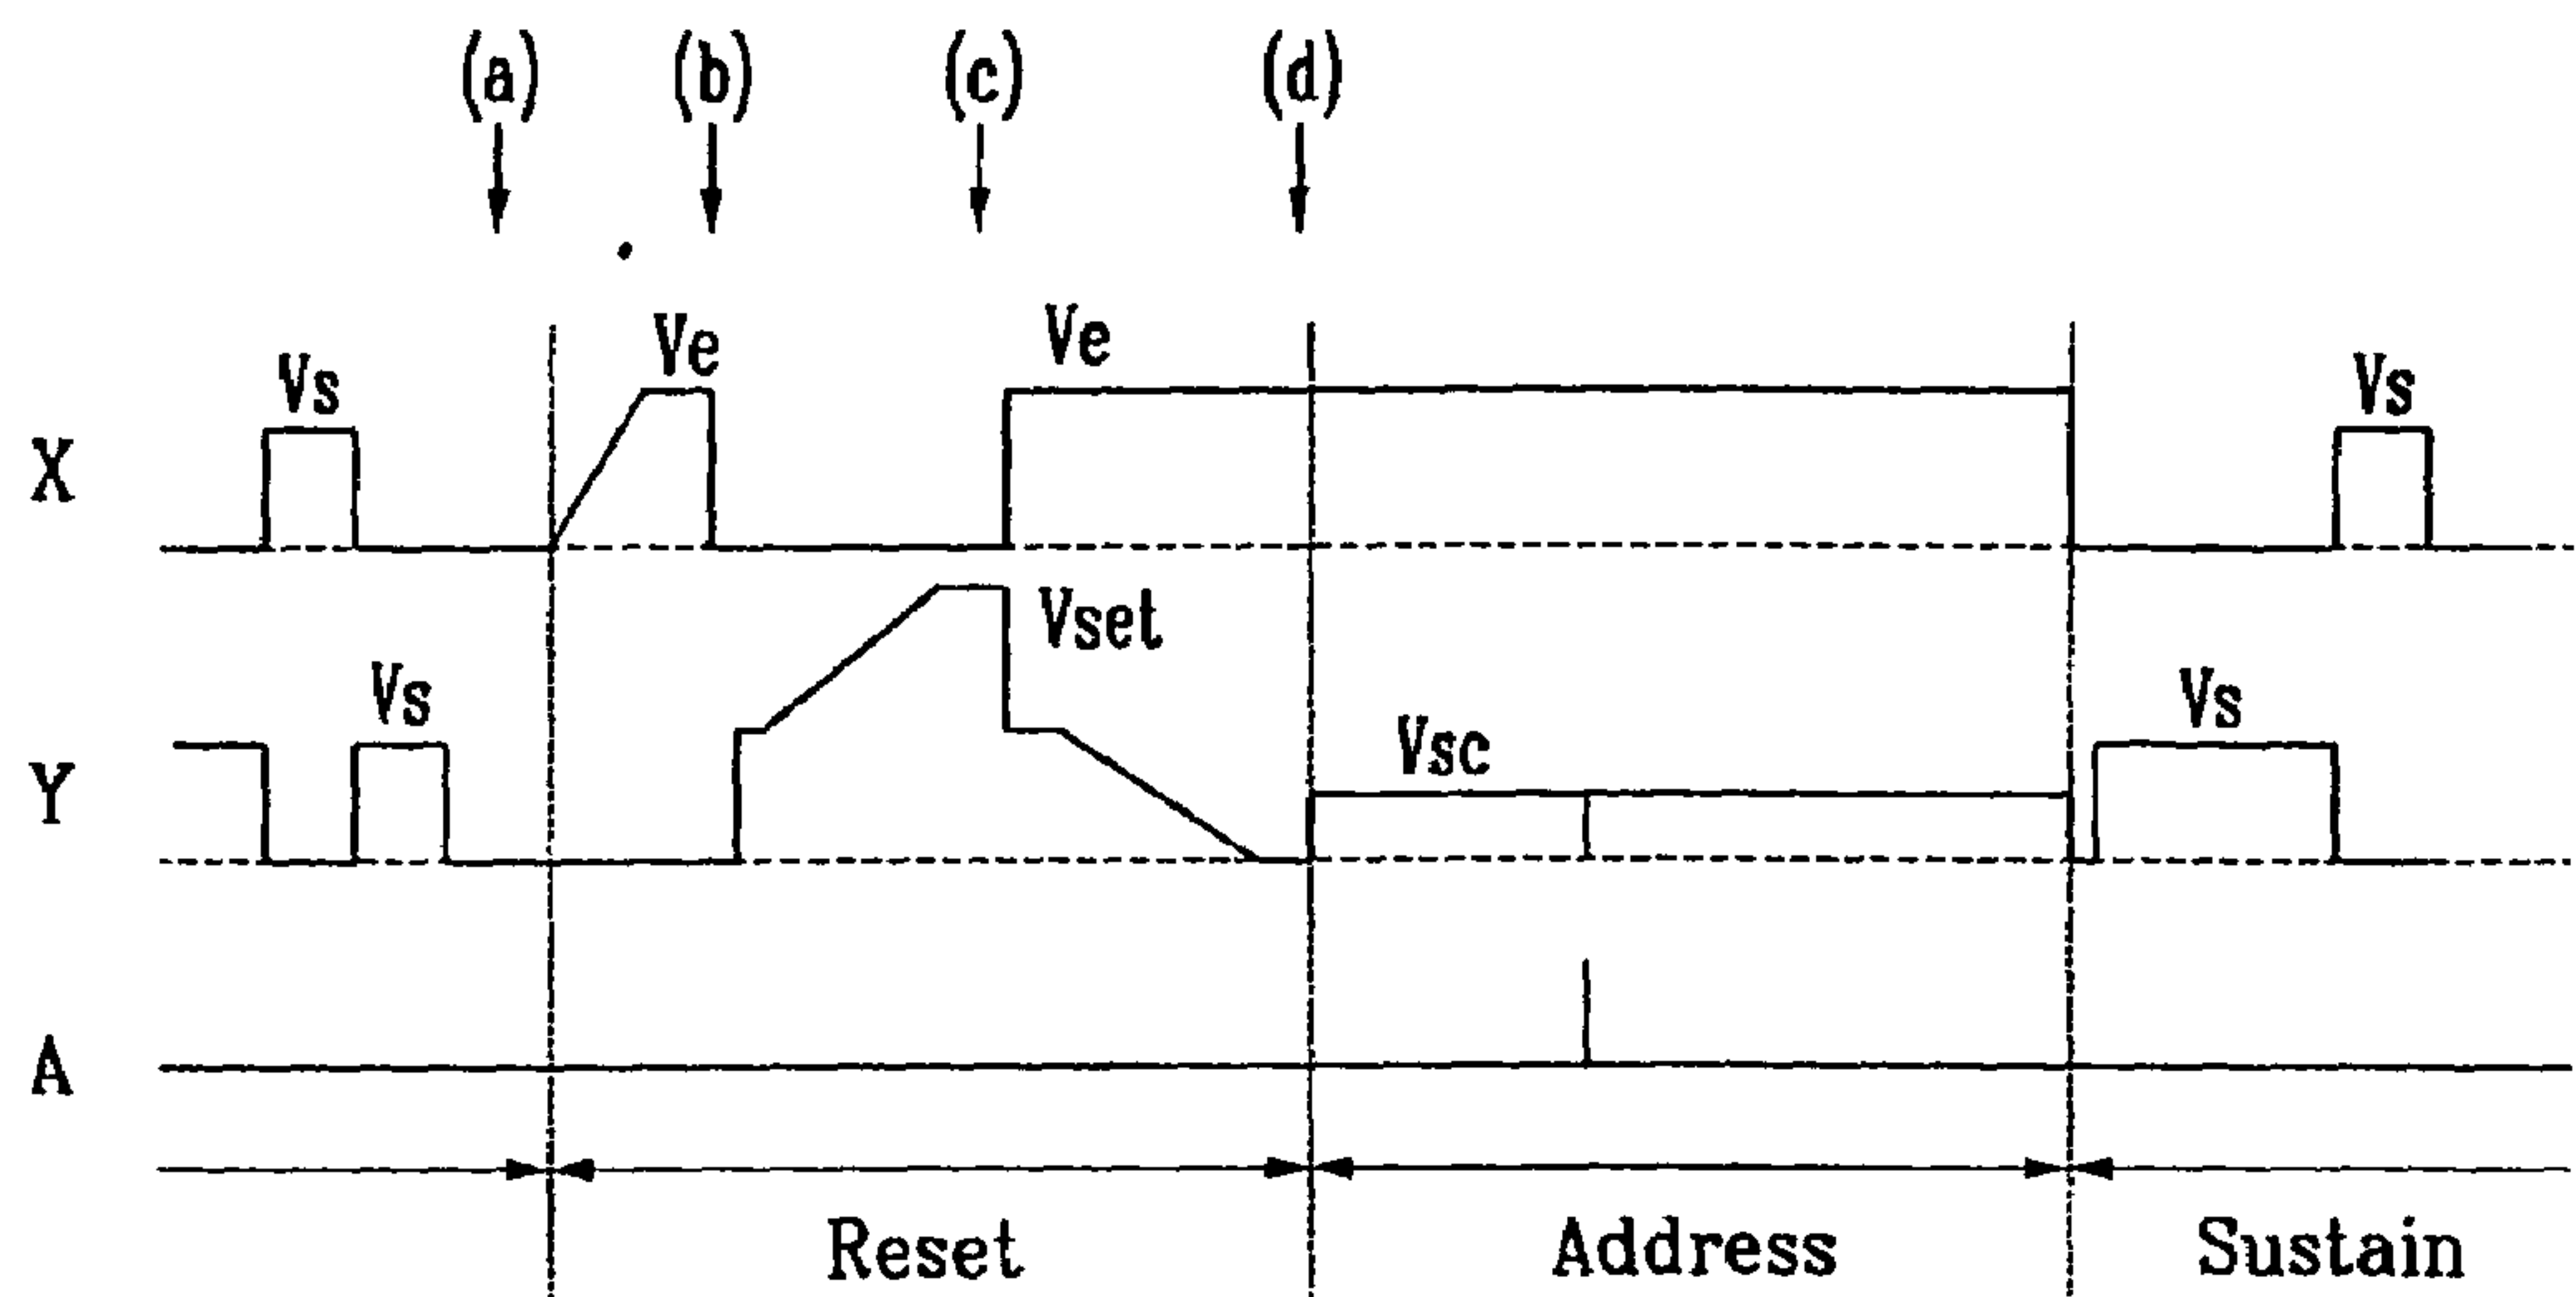 (a) (b) (c) (d)
Ve Ve
Vs Vs
X
Vset
Vs Vs
Vsc
Y
A
Reset Address Sustain